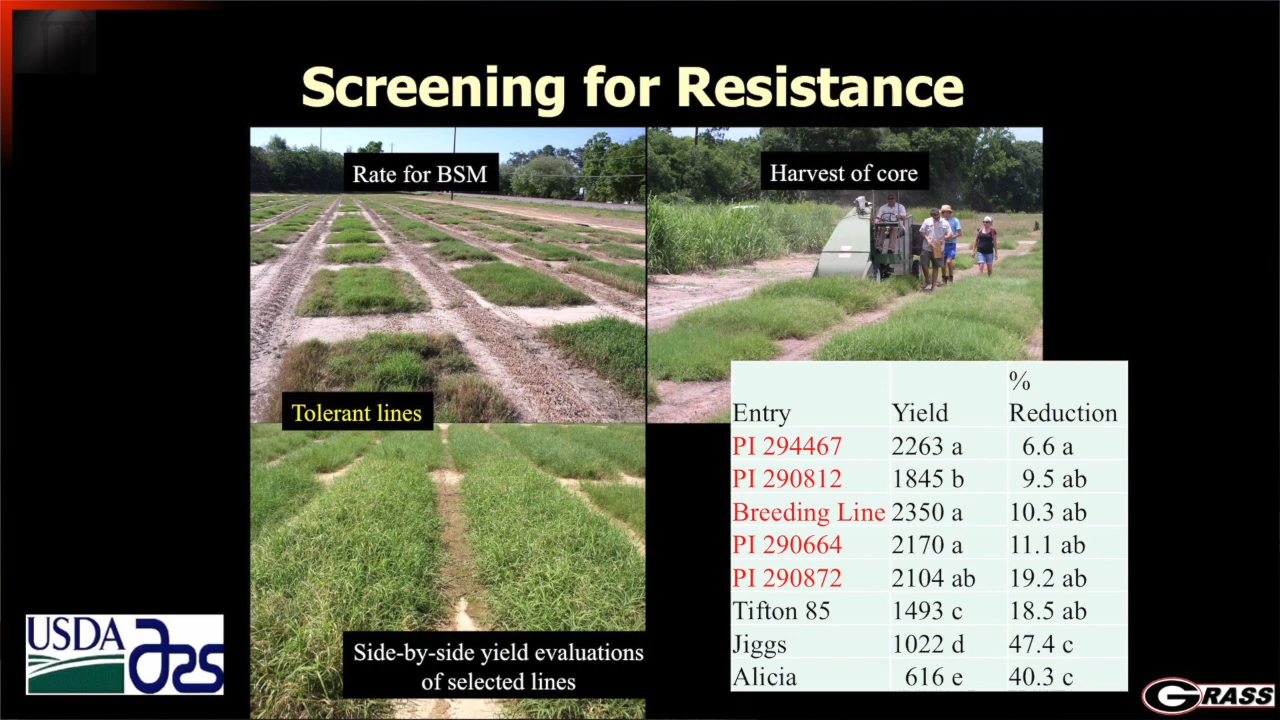 Screening for Resistance
Rate for BSM
Harvest of core
Tolerant lines
Side-by-side yield evaluations
of selected lines
Entry Yield % Reduction
PI 294467 2263 a 6.6 a
PI 290812 1845 b 9.5 ab
Breeding Line 2350 a 10.3 ab
PI 290664 2170 a 11.1 ab
PI 290872 2104 ab 19.2 ab
Tifton 85 1493 c 18.5 ab
Jiggs 1022 d 47.4 c
Alicia 616 e 40.3 c
USDA ars
GRASS